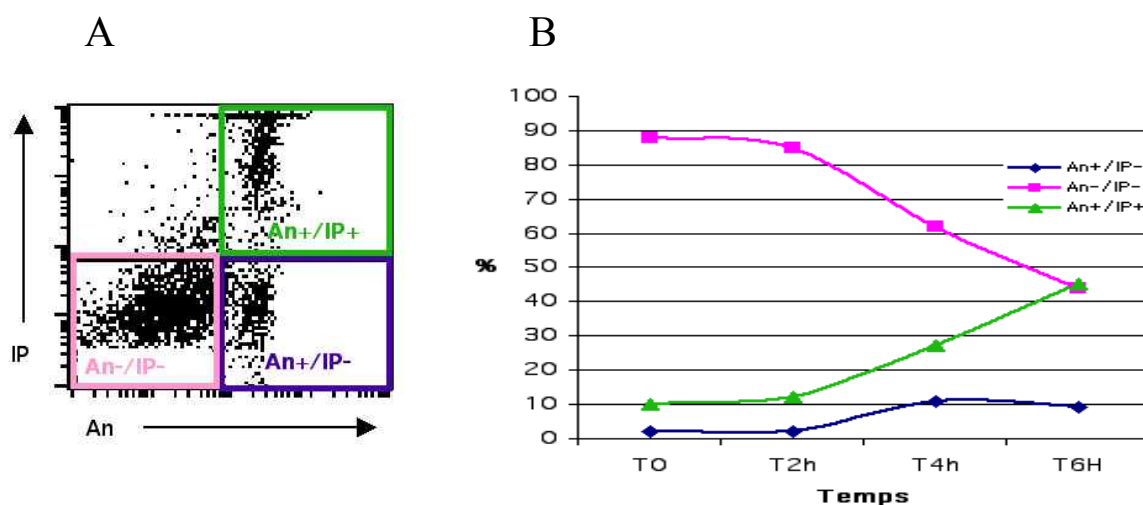 A
B
IP
An+/IP+
An-/IP-
An+/IP-
An
%
100
90
80
70
60
50
40
30
20
10
0
T0
T2h
T4h
T6H
Temps
An+/IP-
An-/IP-
An+/IP+